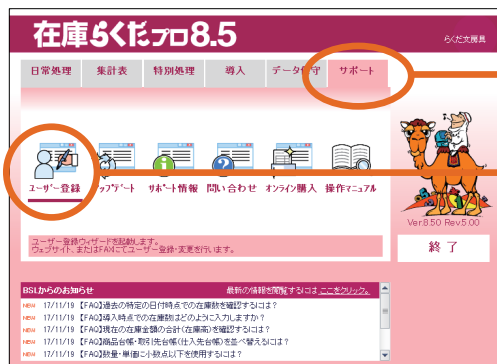 在庫らくだプロ8.5
らくだ文房具
日常処理 集計表 特別処理 導入 データ保守 サポート
ユーザー登録 アップデート サポート情報 問い合わせ オンライン購入 操作マニュアル
Ver8.50 Rev5.00
終了
ユーザー登録ウィザードを起動します。
ウェブサイト、またはFAXにてユーザー登録・変更を行います。
BSLからのお知らせ 最新の情報を閲覧するにはここをクリック。
NEW 17/11/19 【FAQ】過去の特定の日付時点での在庫数を確認するには?
NEW 17/11/19 【FAQ】導入時点での在庫数はどのように入力しますか?
NEW 17/11/19 【FAQ】現在の在庫金額の合計(在庫高)を確認するには?
NEW 17/11/19 【FAQ】商品台帳・取引先台帳(仕入先台帳)を並べ替えるには?
NEW 17/11/19 【FAQ】数量・単価に小数点以下を使用するには?